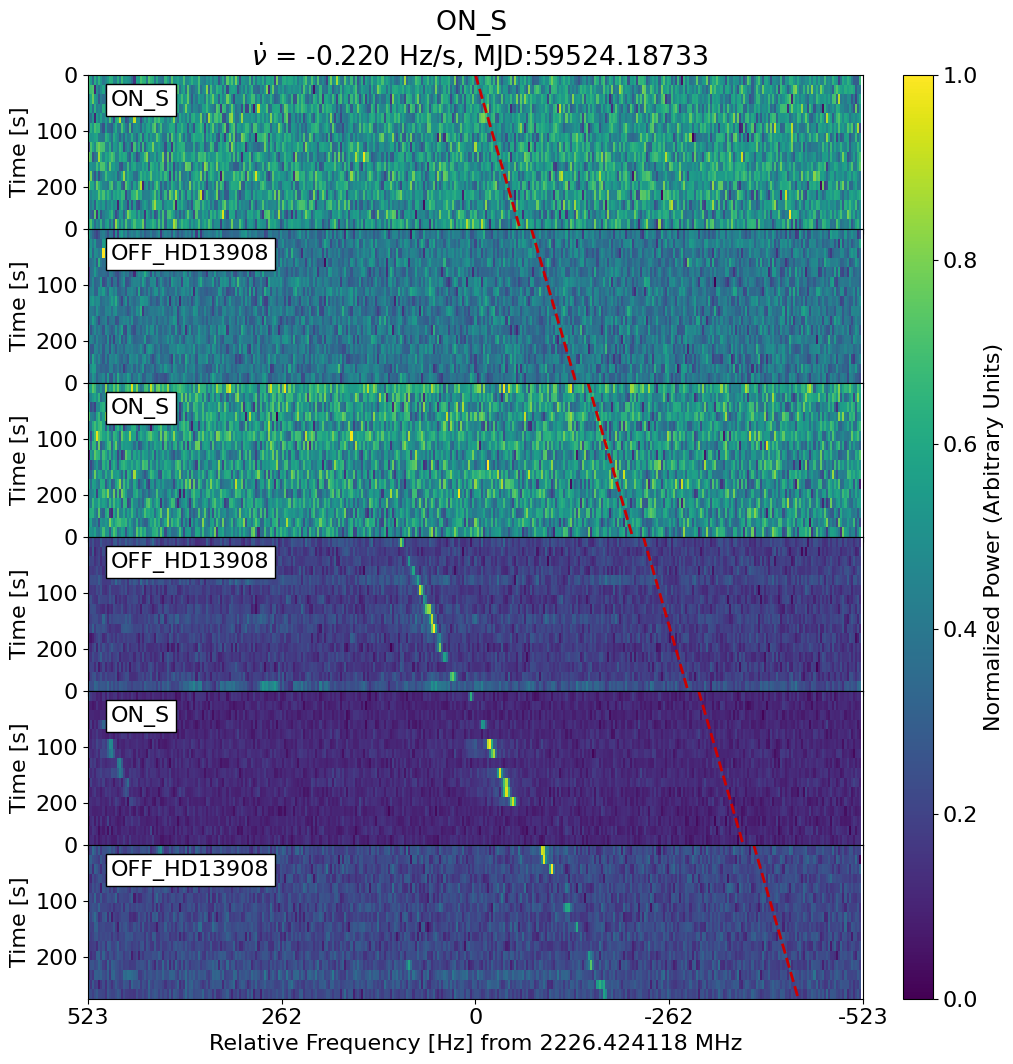 ON_S
ν̇ = -0.220 Hz/s, MJD:59524.18733
0
100
200
Time [s]
ON_S
0
100
200
Time [s]
OFF_HD13908
0
100
200
Time [s]
ON_S
0
100
200
Time [s]
OFF_HD13908
0
100
200
Time [s]
ON_S
0
100
200
Time [s]
OFF_HD13908
523 262 0 -262 -523
Relative Frequency [Hz] from 2226.424118 MHz
1.0
0.8
0.6
0.4
0.2
0.0
Normalized Power (Arbitrary Units)